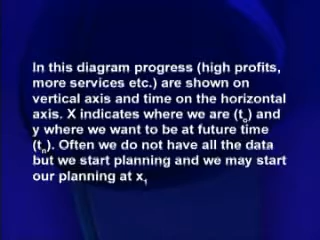 In this diagram progress (high profits,
more services etc.) are shown on
vertical axis and time on the horizontal
axis. X indicates where we are (to) and
y where we want to be at future time
(tn). Often we do not have all the data
but we start planning and we may start
our planning at x1